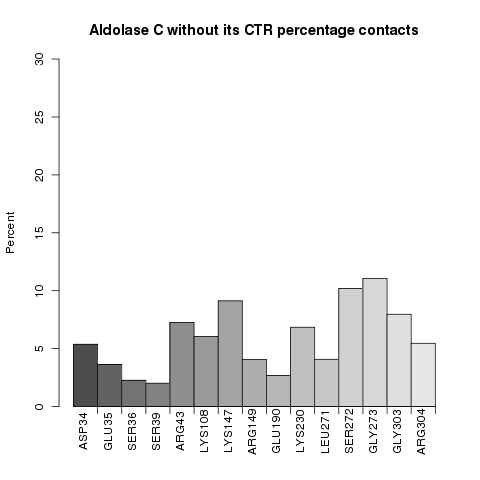 Aldolase C without its CTR percentage contacts
Percent
30
25
20
15
10
5
0
ASP34
GLU35
SER36
SER39
ARG43
LYS108
LYS147
ARG149
GLU190
LYS230
LEU271
SER272
GLY273
GLY303
ARG304